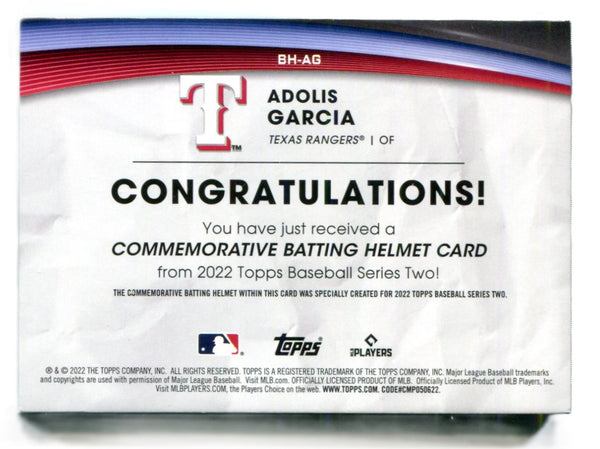 BH-AG
T
TM
ADOLIS
GARCIA
TEXAS RANGERS® | OF
CONGRATULATIONS!
You have just received a
COMMEMORATIVE BATTING HELMET CARD
from 2022 Topps Baseball Series Two!
THE COMMEMORATIVE BATTING HELMET WITHIN THIS CARD WAS SPECIALLY CREATED FOR 2022 TOPPS BASEBALL SERIES TWO.
Topps
MLB PLAYERS
® & © 2022 THE TOPPS COMPANY, INC. ALL RIGHTS RESERVED. TOPPS IS A REGISTERED TRADEMARK OF THE TOPPS COMPANY, INC. Major League Baseball trademarks
and copyrights are used with permission of Major League Baseball. Visit MLB.com. OFFICIALLY LICENSED PRODUCT OF MLB. Officially Licensed Product of MLB Players, Inc.
Visit MLBPLAYERS.COM, the Players Choice on the web. WWW.TOPPS.COM. CODE#CMP050622.